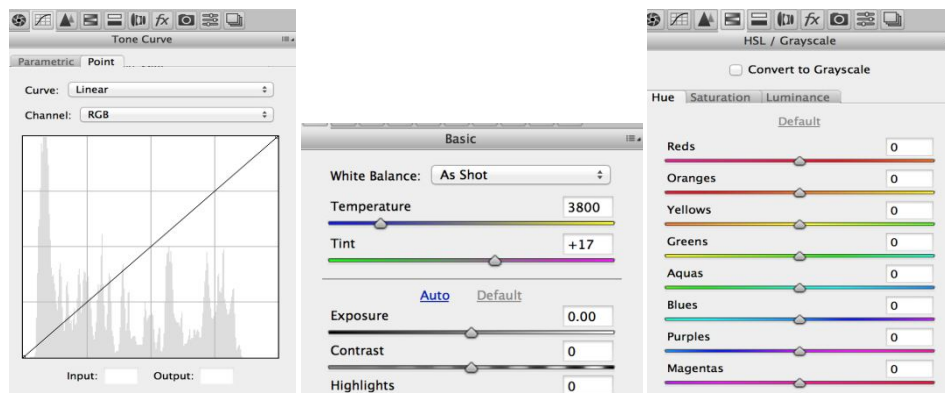 fx
Tone Curve
Parametric Point
Curve: Linear
Channel: RGB
Input: Output:
Basic
White Balance: As Shot
Temperature 3800
Tint +17
Auto Default
Exposure 0.00
Contrast 0
Highlights 0
fx
HSL / Grayscale
Convert to Grayscale
Hue Saturation Luminance
Default
Reds 0
Oranges 0
Yellows 0
Greens 0
Aquas 0
Blues 0
Purples 0
Magentas 0